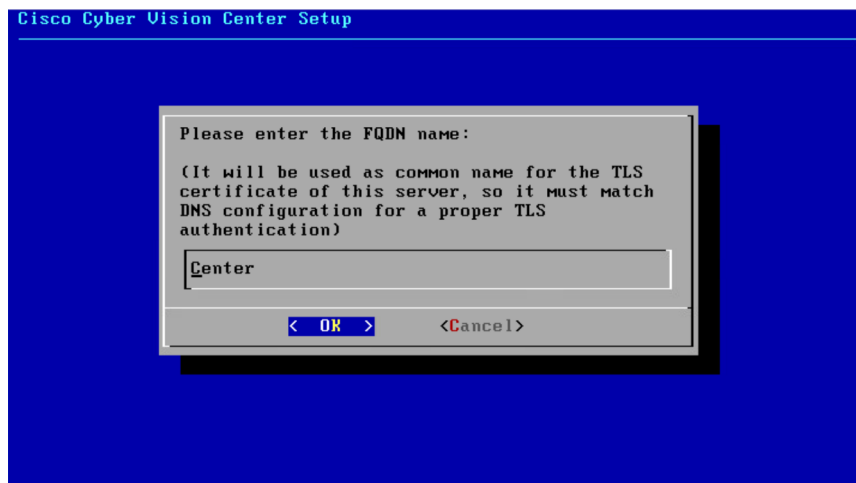 Cisco Cyber Vision Center Setup
Please enter the FQDN name:
(It will be used as common name for the TLS
certificate of this server, so it must match
DNS configuration for a proper TLS
authentication)
Center
< OK > <Cancel>